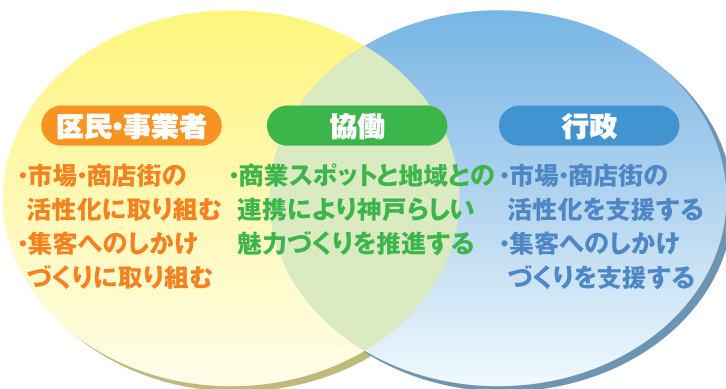 区民・事業者
・市場・商店街の
活性化に取り組む
・集客へのしかけ
づくりに取り組む
協働
・商業スポットと地域との
連携により神戸らしい
魅力づくりを推進する
行政
・市場・商店街の
活性化を支援する
・集客へのしかけ
づくりを支援する